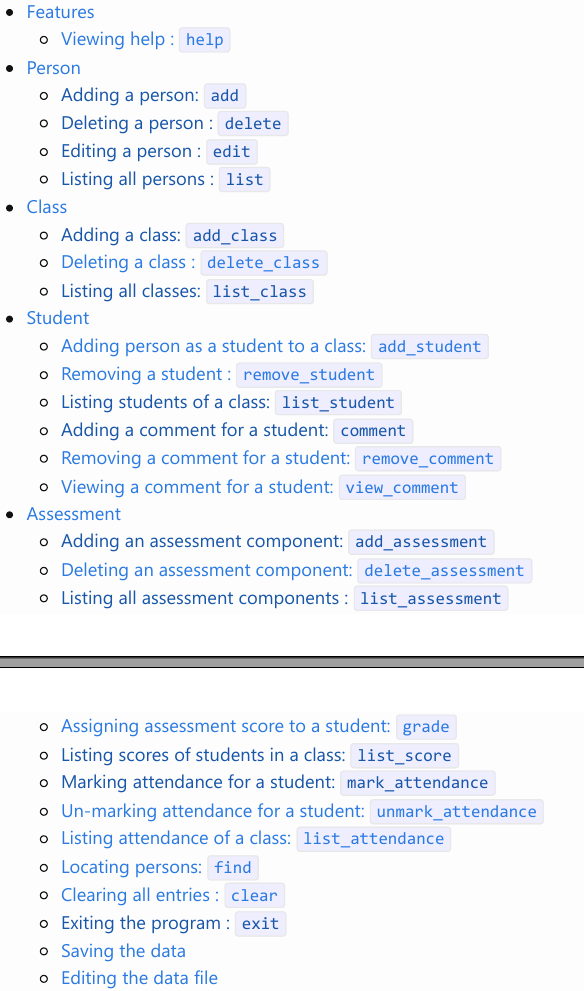 Features
Viewing help : help
Person
Adding a person: add
Deleting a person : delete
Editing a person : edit
Listing all persons : list
Class
Adding a class: add_class
Deleting a class : delete_class
Listing all classes: list_class
Student
Adding person as a student to a class: add_student
Removing a student : remove_student
Listing students of a class: list_student
Adding a comment for a student: comment
Removing a comment for a student: remove_comment
Viewing a comment for a student: view_comment
Assessment
Adding an assessment component: add_assessment
Deleting an assessment component: delete_assessment
Listing all assessment components : list_assessment
Assigning assessment score to a student: grade
Listing scores of students in a class: list_score
Marking attendance for a student: mark_attendance
Un-marking attendance for a student: unmark_attendance
Listing attendance of a class: list_attendance
Locating persons: find
Clearing all entries : clear
Exiting the program : exit
Saving the data
Editing the data file